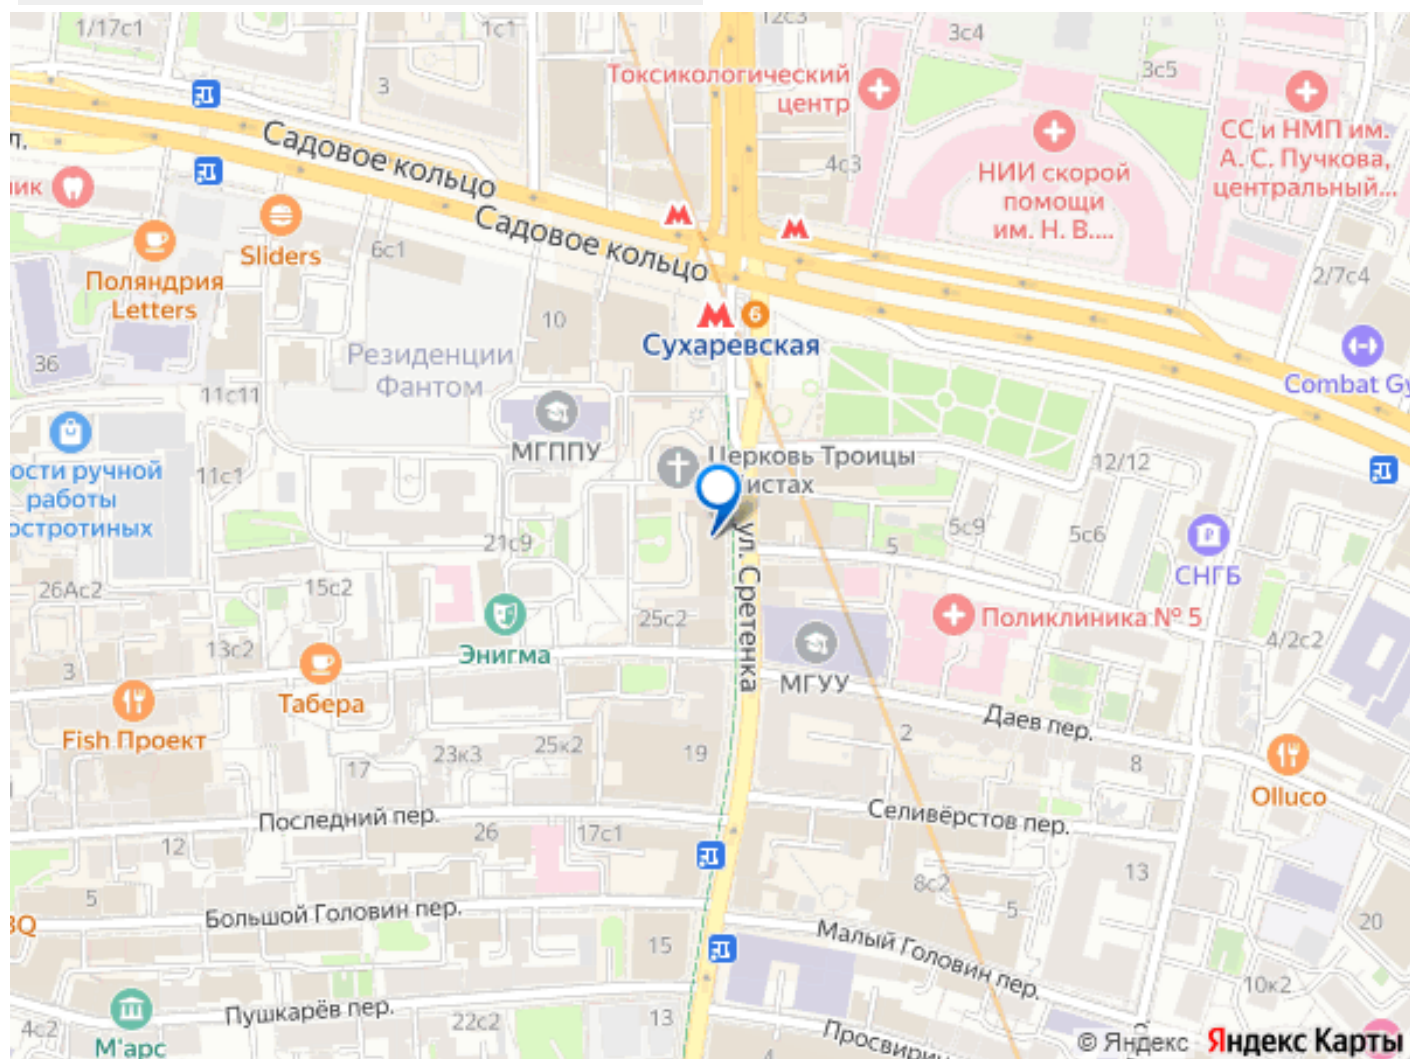 1/17с1
1с1
12с3
3с4
3
Токсикологический
центр
3с5
4с3
НИИ скорой
помощи
им. Н. В....
СС и НМП им.
А. С. Пучкова,
центральный...
Садовое кольцо
Садовое кольцо
л.
ик
Sliders
6с1
Поляндрия
Letters
2/7с4
10
6
Сухаревская
Резиденции
Фантом
36
11с11
Combat Gy
МГППУ
Церковь Троицы
истах
12/12
ости ручной
работы
остротиных
11с1
21с9
5с9
5
5с6
СНГБ
ул. Сретенка
26Ас2
15с2
25с2
Поликлиника № 5
4/2с2
13с2
Энигма
3
Табера
МГУУ
Даев пер.
Fish Проект
23к3
25к2
19
2
17
8
Olluco
Последний пер.
Селивёрстов пер.
12
26
17с1
13
8с2
5
5
Большой Головин пер.
BQ
15
20
Малый Головин пер.
10к2
Пушкарёв пер.
22с2
13
4с2
М'арс
Просвирин
© Яндекс Яндекс Карты